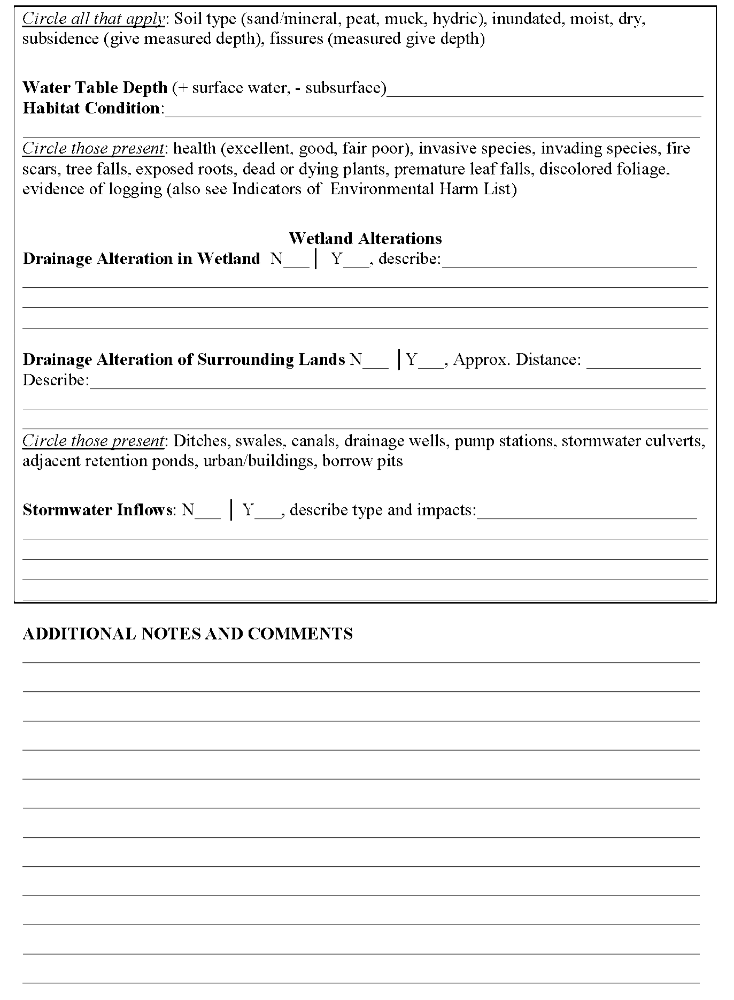 Circle all that apply: Soil type (sand/mineral, peat, muck, hydric), inundated, moist, dry,
subsidence (give measured depth), fissures (measured give depth)
Water Table Depth (+ surface water, - subsurface)
Habitat Condition:
Circle those present: health (excellent, good, fair poor), invasive species, invading species, fire
scars, tree falls, exposed roots, dead or dying plants, premature leaf falls, discolored foliage,
evidence of logging (also see Indicators of Environmental Harm List)
Wetland Alterations
Drainage Alteration in Wetland N___ | Y___, describe:
Drainage Alteration of Surrounding Lands N___ | Y___, Approx. Distance:
Describe:
Circle those present: Ditches, swales, canals, drainage wells, pump stations, stormwater culverts,
adjacent retention ponds, urban/buildings, borrow pits
Stormwater Inflows: N___ | Y___, describe type and impacts:
ADDITIONAL NOTES AND COMMENTS